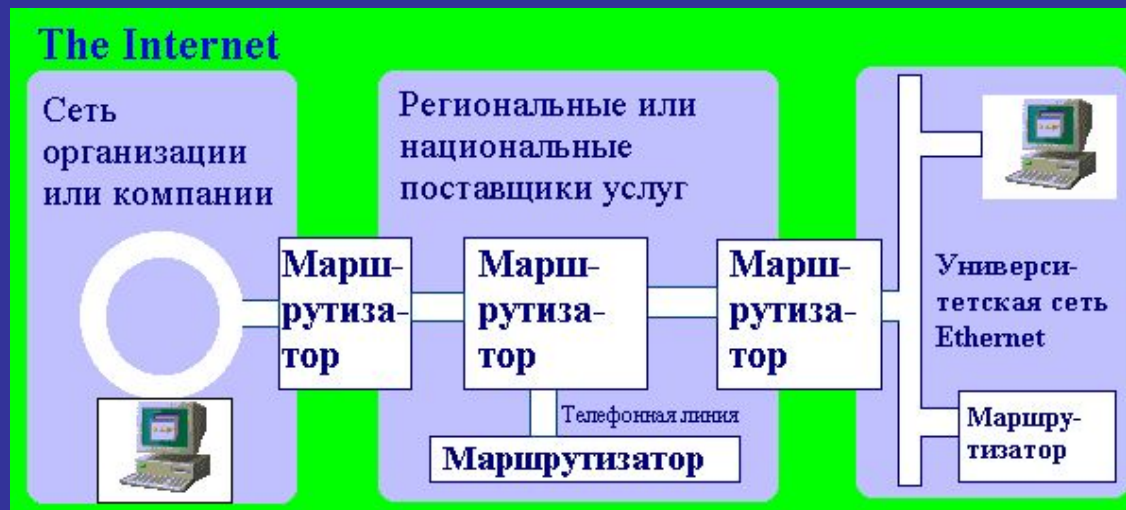 The Internet
Сеть
организации
или компании
Региональные или
национальные
поставщики услуг
Марш-
рутиза-
тор
Марш-
рутиза-
тор
Марш-
рутиза-
тор
Универси-
тетская сеть
Ethernet
Телефонная линия
Маршрутизатор
Маршру-
тизатор